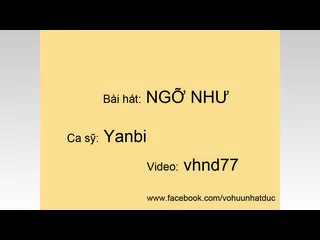 Bài hát: NGỠ NHƯ
Ca sỹ: Yanbi
Video: vhnd77
www.facebook.com/vohuunhatduc